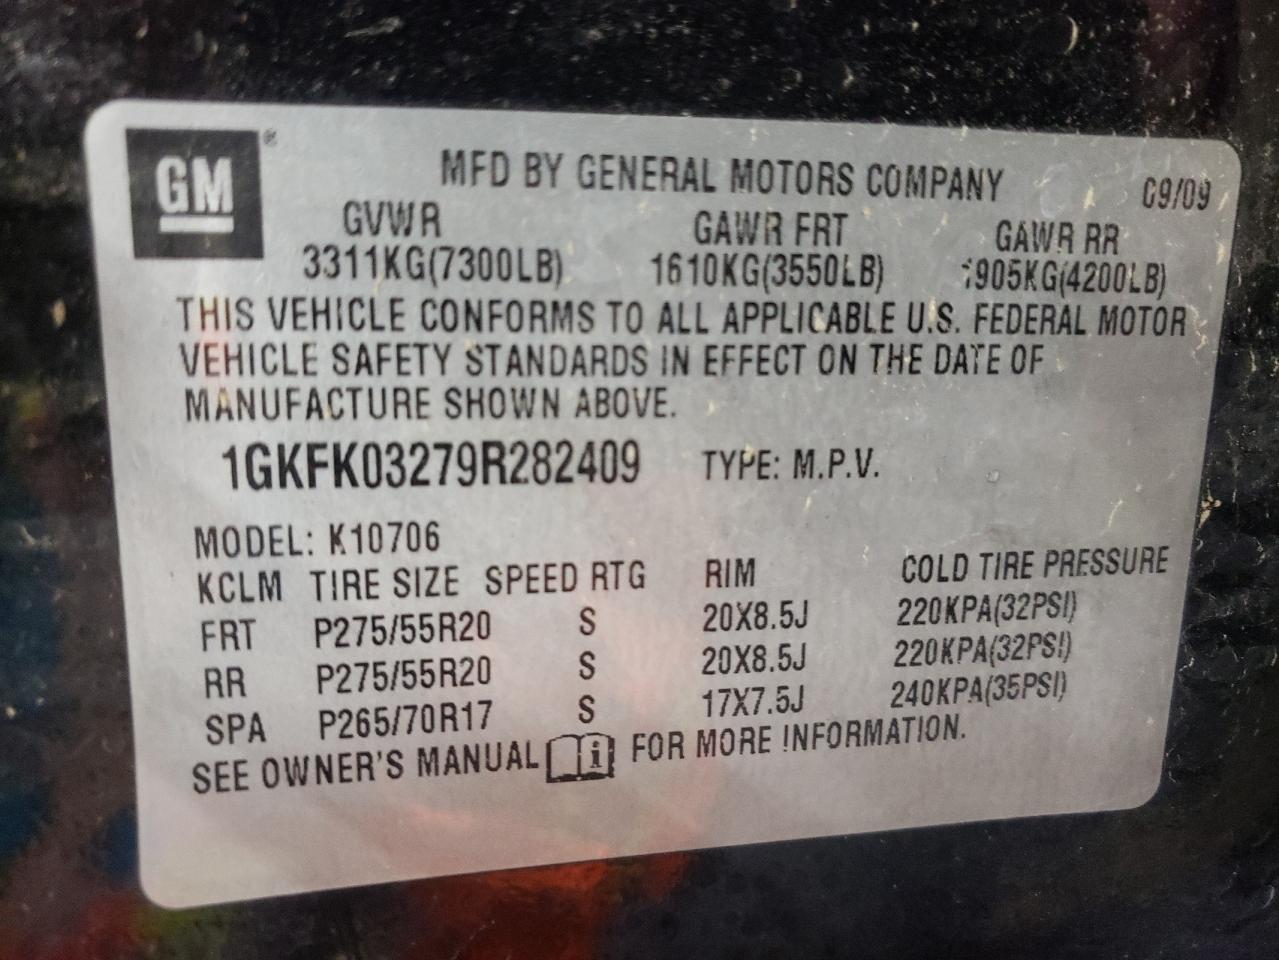 GM ®
MFD BY GENERAL MOTORS COMPANY 09/09
GVWR GAWR FRT GAWR RR
3311KG(7300LB) 1610KG(3550LB) 1905KG(4200LB)
THIS VEHICLE CONFORMS TO ALL APPLICABLE U.S. FEDERAL MOTOR
VEHICLE SAFETY STANDARDS IN EFFECT ON THE DATE OF
MANUFACTURE SHOWN ABOVE.
1GKFK03279R282409 TYPE: M.P.V.
MODEL: K10706
KCLM TIRE SIZE SPEED RTG RIM COLD TIRE PRESSURE
FRT P275/55R20 S 20X8.5J 220KPA(32PSI)
RR P275/55R20 S 20X8.5J 220KPA(32PSI)
SPA P265/70R17 S 17X7.5J 240KPA(35PSI)
SEE OWNER'S MANUAL i FOR MORE INFORMATION.